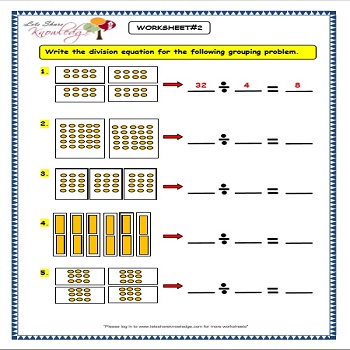 Lets Share
Knowledge
WORKSHEET#2
Write the division equation for the following grouping problem.
1. 32 ÷ 4 = 8
2. ___ ÷ ___ = ___
3. ___ ÷ ___ = ___
4. ___ ÷ ___ = ___
5. ___ ÷ ___ = ___
"Please log in to www.letsshareknowledge.com for more worksheets"